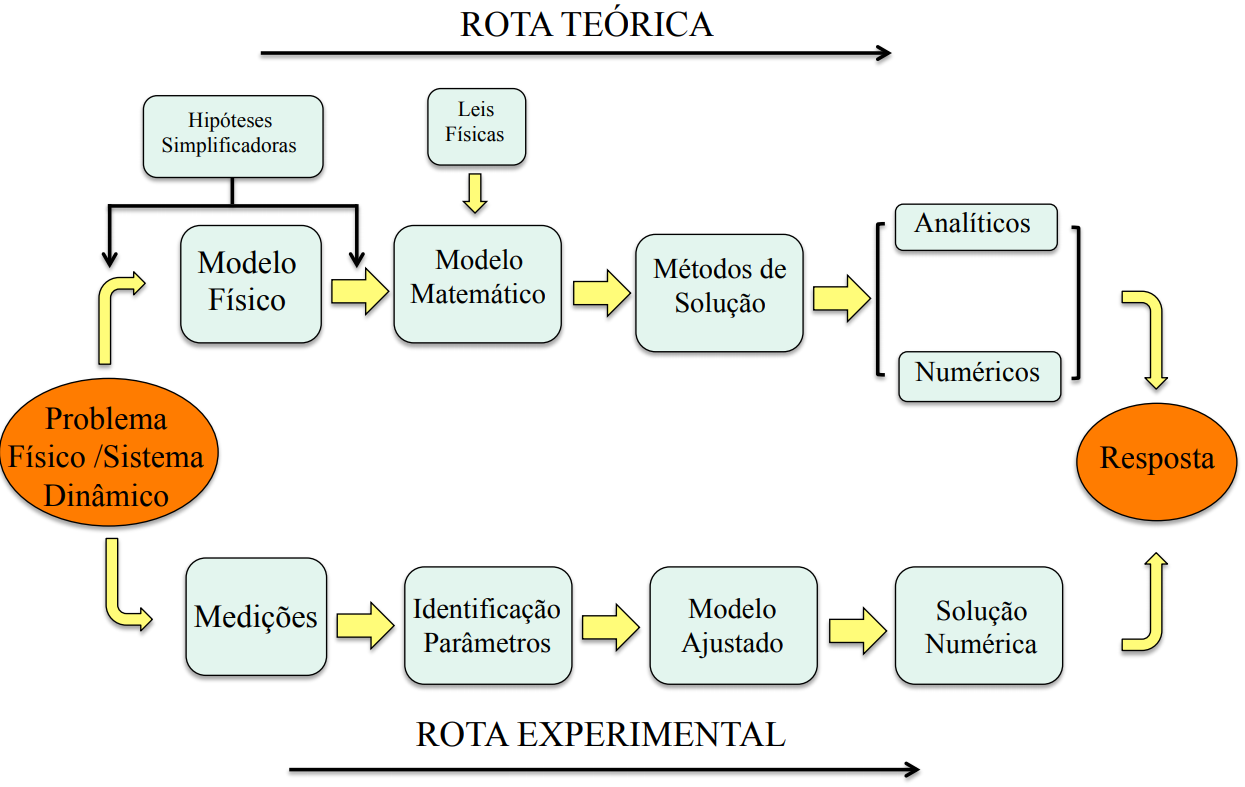 ROTA TEÓRICA
Hipóteses
Simplificadoras
Leis
Físicas
Modelo
Físico
Modelo
Matemático
Métodos de
Solução
Analíticos
Numéricos
Problema
Físico /Sistema
Dinâmico
Resposta
Medições
Identificação
Parâmetros
Modelo
Ajustado
Solução
Numérica
ROTA EXPERIMENTAL